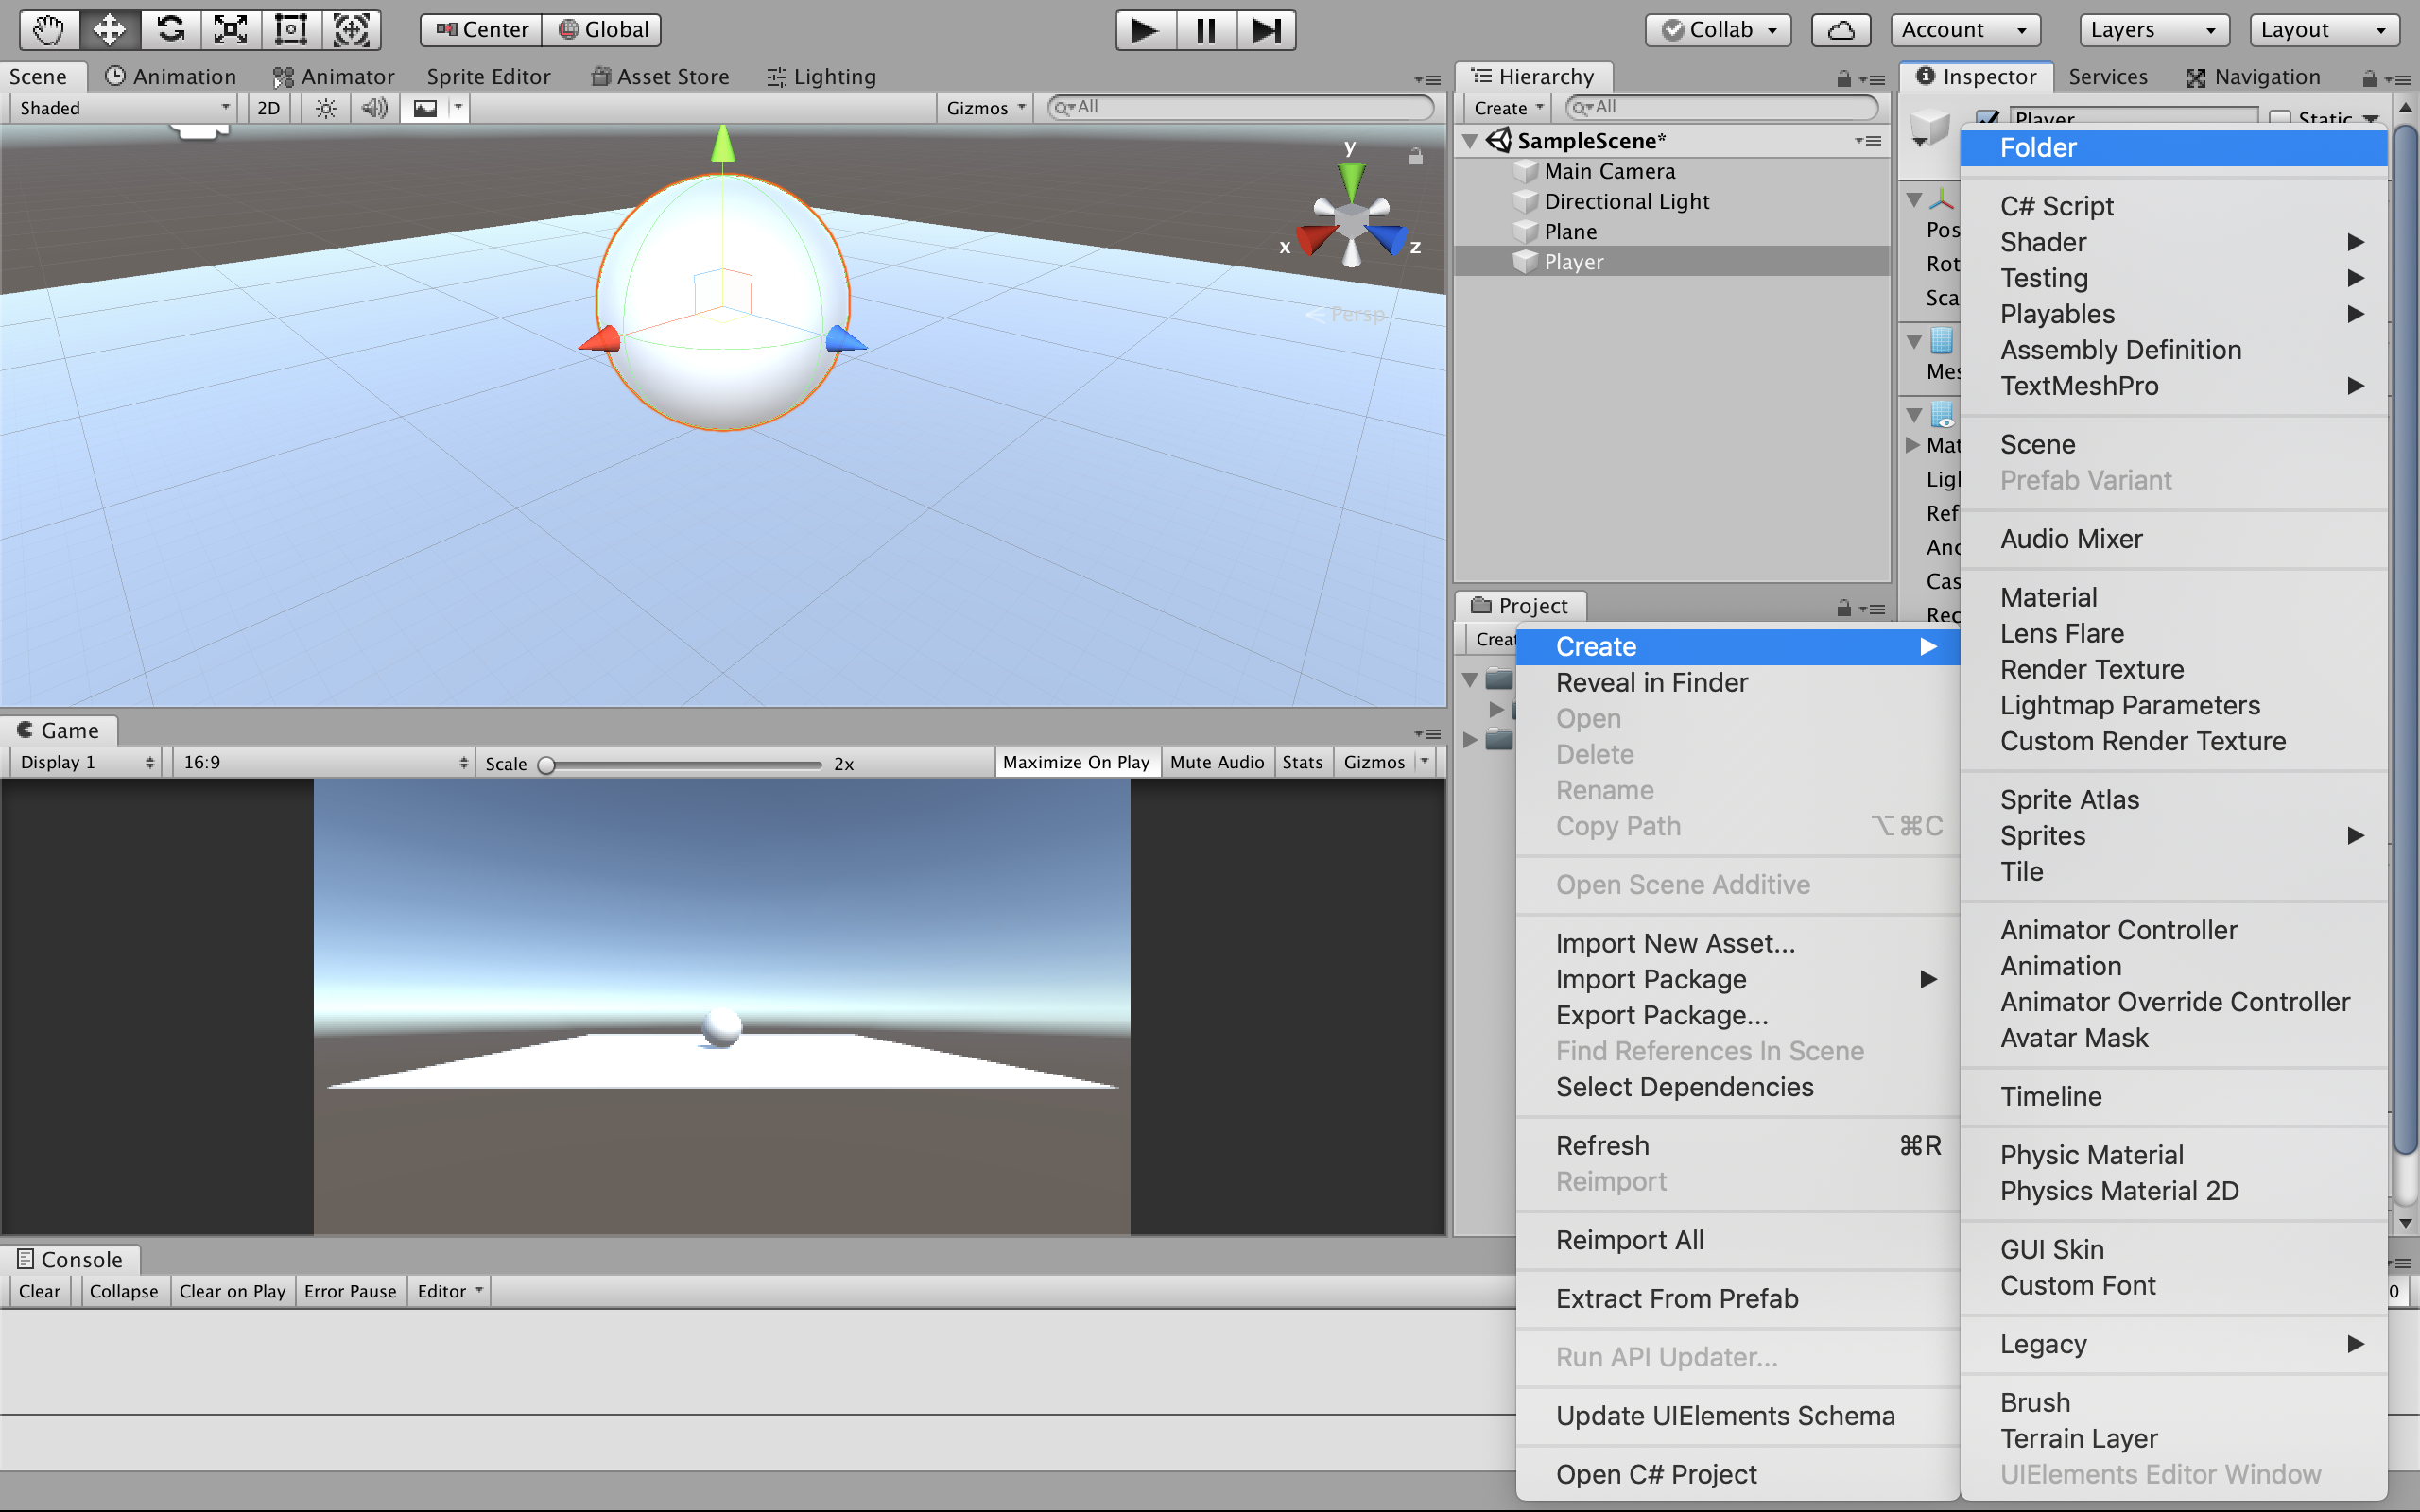 Center Global
Collab Account Layers Layout
Scene Animation Animator Sprite Editor Asset Store Lighting
Shaded 2D Gizmos All
y
x z
Persp
Hierarchy
Create All
SampleScene*
Main Camera
Directional Light
Plane
Player
Inspector Services Navigation
Player Static
Pos
Rot
Sca
Mes
Mat
Ligh
Ref
Anc
Cas
Rec
Project
Creat
Create
Reveal in Finder
Open
Delete
Rename
Copy Path ⌥⌘C
Open Scene Additive
Import New Asset...
Import Package
Export Package...
Find References In Scene
Select Dependencies
Refresh ⌘R
Reimport
Reimport All
Extract From Prefab
Run API Updater...
Update UIElements Schema
Open C# Project
Folder
C# Script
Shader
Testing
Playables
Assembly Definition
TextMeshPro
Scene
Prefab Variant
Audio Mixer
Material
Lens Flare
Render Texture
Lightmap Parameters
Custom Render Texture
Sprite Atlas
Sprites
Tile
Animator Controller
Animation
Animator Override Controller
Avatar Mask
Timeline
Physic Material
Physics Material 2D
GUI Skin
Custom Font
Legacy
Brush
Terrain Layer
UIElements Editor Window
Game
Display 1 16:9 Scale 2x Maximize On Play Mute Audio Stats Gizmos
Console
Clear Collapse Clear on Play Error Pause Editor
0